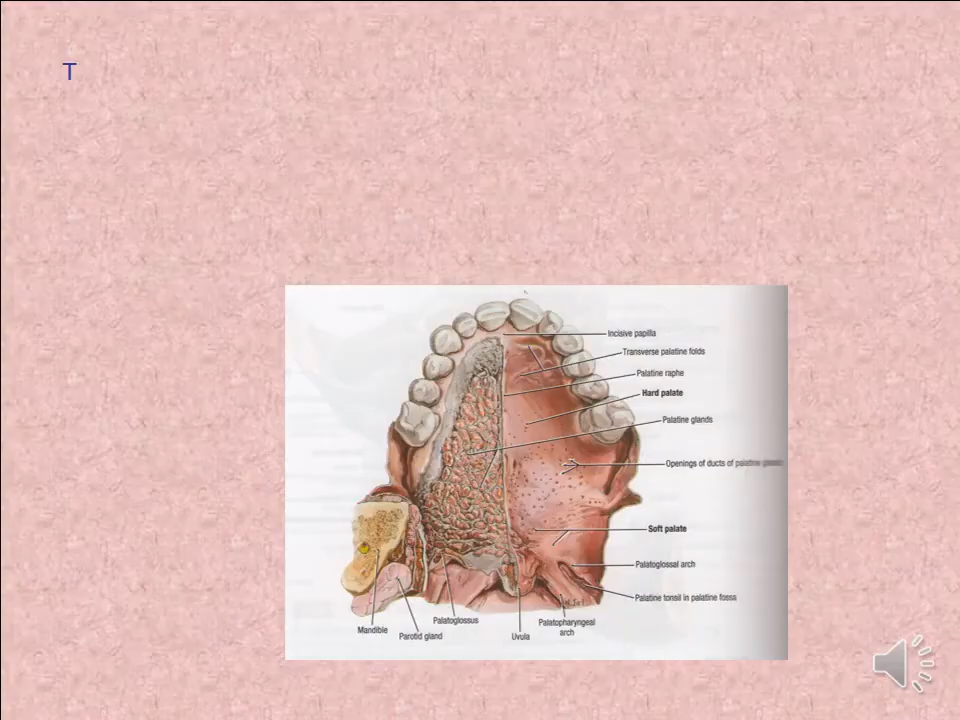 T
Incisive papilla
Transverse palatine folds
Palatine raphe
Hard palate
Palatine glands
Openings of ducts of palatine
Soft palate
Palatoglossal arch
Palatine tonsil in palatine fossa
Mandible
Parotid gland
Palatoglossus
Uvula
Palatopharyngeal
arch